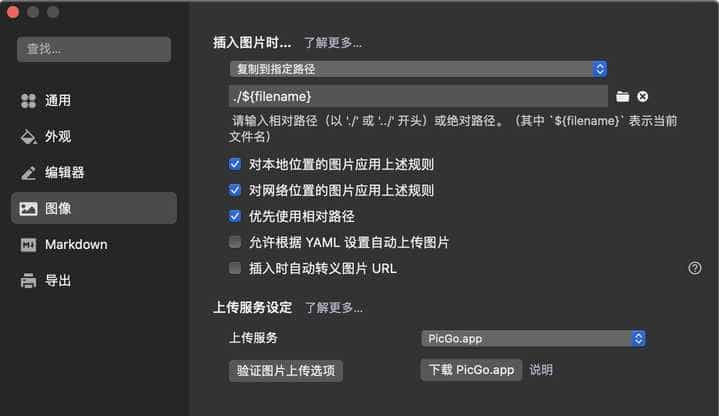 查找...
通用
外观
编辑器
图像
Markdown
导出
插入图片时... 了解更多...
复制到指定路径
./${filename}
请输入相对路径（以 './' 或 '../' 开头）或绝对路径。（其中 `${filename}` 表示当前
文件名）
对本地位置的图片应用上述规则
对网络位置的图片应用上述规则
优先使用相对路径
允许根据 YAML 设置自动上传图片
插入时自动转义图片 URL
上传服务设定 了解更多...
上传服务 PicGo.app
验证图片上传选项 下载 PicGo.app 说明